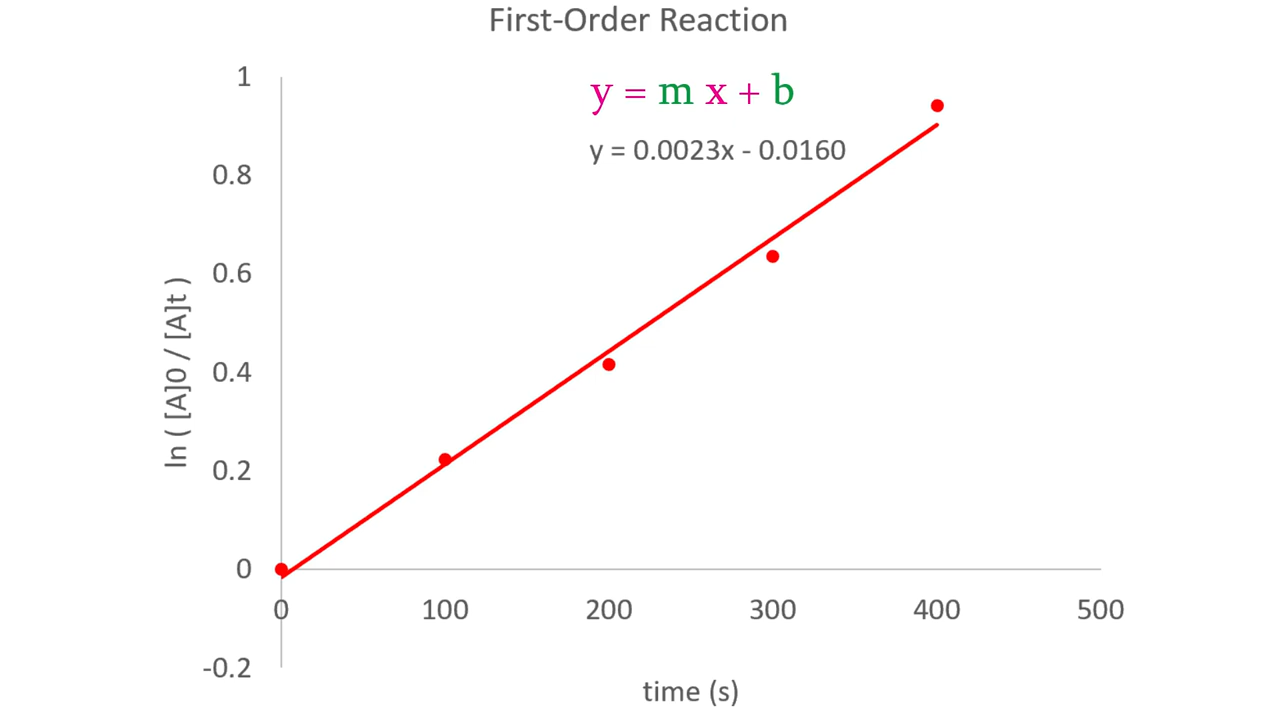 First-Order Reaction
y = m x + b
y = 0.0023x - 0.0160
1
0.8
0.6
0.4
0.2
0
-0.2
ln ( [A]0 / [A]t )
0 100 200 300 400 500
time (s)